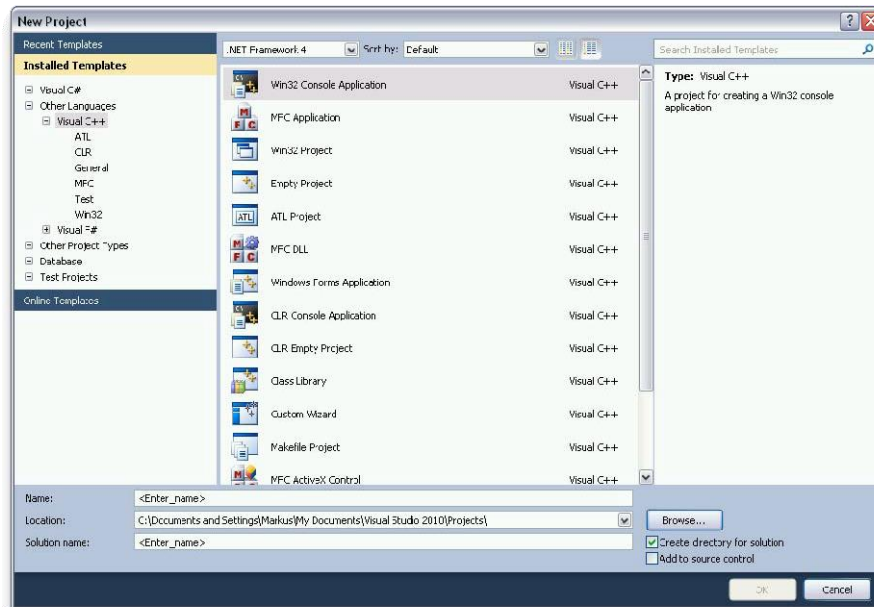 New Project
Recent Templates
Installed Templates
Visual C#
Other Languages
Visual C++
ATL
CLR
General
MFC
Test
Win32
Visual F#
Other Project Types
Database
Test Projects
Online Templates
.NET Framework 4 Sort by: Default
Search Installed Templates
Win32 Console Application Visual C++
MFC Application Visual C++
Win32 Project Visual C++
Empty Project Visual C++
ATL Project Visual C++
MFC DLL Visual C++
Windows Forms Application Visual C++
CLR Console Application Visual C++
CLR Empty Project Visual C++
Class Library Visual C++
Custom Wizard Visual C++
Makefile Project Visual C++
MFC ActiveX Control Visual C++
Type: Visual C++
A project for creating a Win32 console
application
Name: <Enter_name>
Location: C:\Documents and Settings\Markus\My Documents\Visual Studio 2010\Projects\ Browse...
Solution name: <Enter_name>
Create directory for solution
Add to source control
OK Cancel